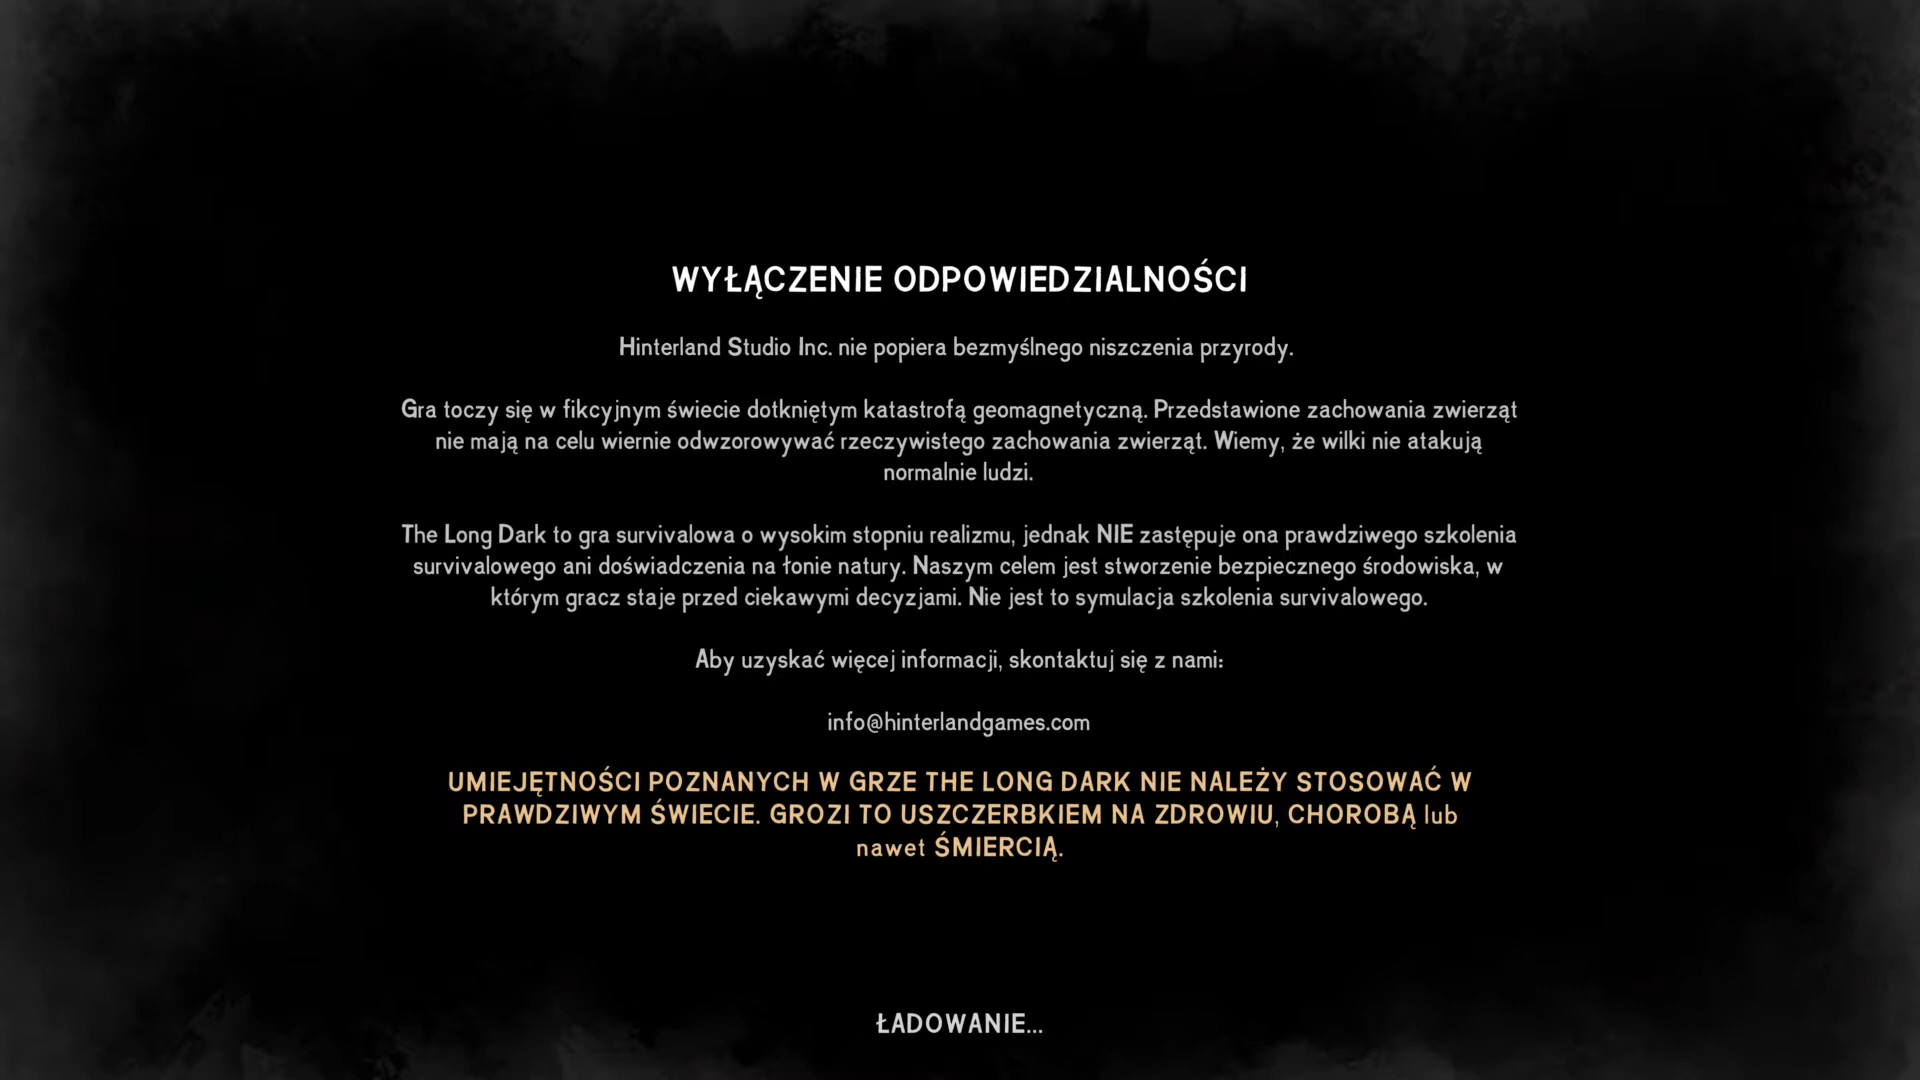 WYŁĄCZENIE ODPOWIEDZIALNOŚCI
Hinterland Studio Inc. nie popiera bezmyślnego niszczenia przyrody.
Gra toczy się w fikcyjnym świecie dotkniętym katastrofą geomagnetyczną. Przedstawione zachowania zwierząt
nie mają na celu wiernie odwzorowywać rzeczywistego zachowania zwierząt. Wiemy, że wilki nie atakują
normalnie ludzi.
The Long Dark to gra survivalowa o wysokim stopniu realizmu, jednak NIE zastępuje ona prawdziwego szkolenia
survivalowego ani doświadczenia na łonie natury. Naszym celem jest stworzenie bezpiecznego środowiska, w
którym gracz staje przed ciekawymi decyzjami. Nie jest to symulacja szkolenia survivalowego.
Aby uzyskać więcej informacji, skontaktuj się z nami:
info@hinterlandgames.com
UMIEJĘTNOŚCI POZNANYCH W GRZE THE LONG DARK NIE NALEŻY STOSOWAĆ W
PRAWDZIWYM ŚWIECIE. GROZI TO USZCZERBKIEM NA ZDROWIU, CHOROBĄ lub
nawet ŚMIERCIĄ.
ŁADOWANIE...